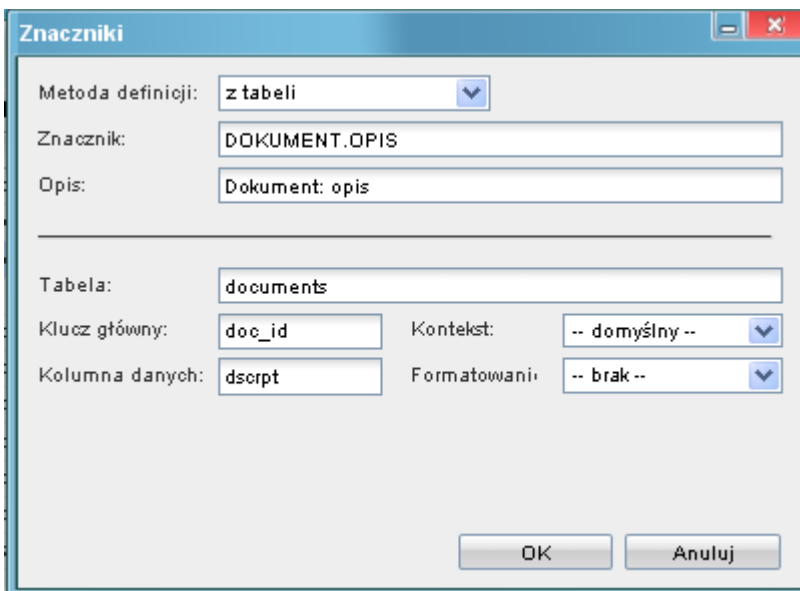 Znaczniki
Metoda definicji: z tabeli
Znacznik: DOKUMENT.OPIS
Opis: Dokument: opis
Tabela: documents
Klucz główny: doc_id Kontekst: -- domyślny --
Kolumna danych: dscrpt Formatowani -- brak --
OK Anuluj